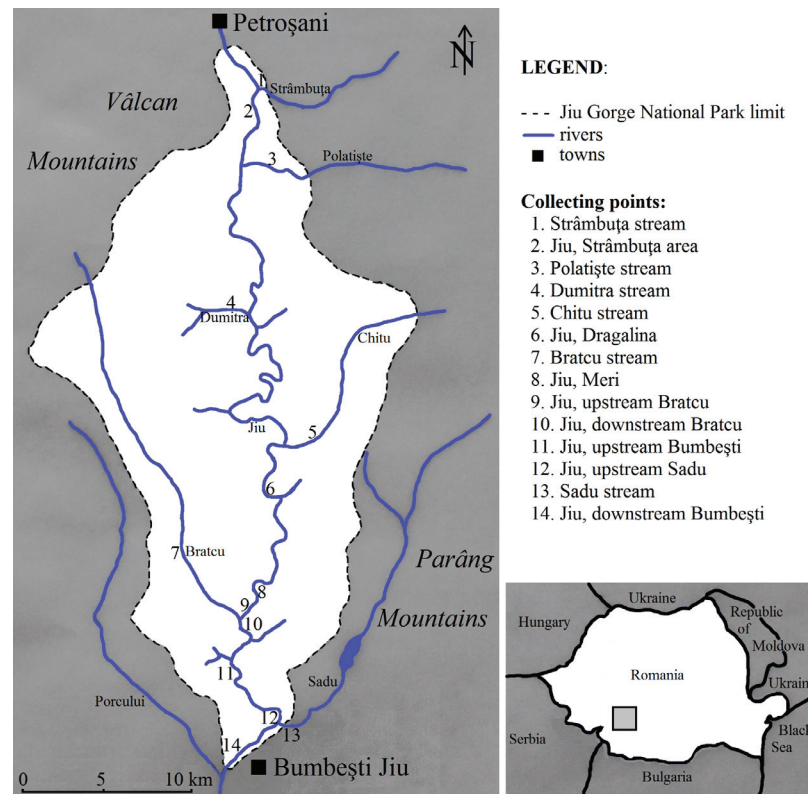 Petroşani
N
Vâlcan
Mountains
1
Strâmbuţa
2
3
Polatişte
4
Dumitra
Chitu
Jiu
5
6
7
Bratcu
8
9
10
Parâng
Mountains
11
Sadu
Porcului
12
13
14
Bumbeşti Jiu
0 5 10 km
LEGEND:
Jiu Gorge National Park limit
rivers
towns
Collecting points:
1. Strâmbuţa stream
2. Jiu, Strâmbuţa area
3. Polatişte stream
4. Dumitra stream
5. Chitu stream
6. Jiu, Dragalina
7. Bratcu stream
8. Jiu, Meri
9. Jiu, upstream Bratcu
10. Jiu, downstream Bratcu
11. Jiu, upstream Bumbeşti
12. Jiu, upstream Sadu
13. Sadu stream
14. Jiu, downstream Bumbeşti
Ukraine
Hungary
Republic
of
Moldova
Romania
Ukrain
Serbia
Black
Sea
Bulgaria